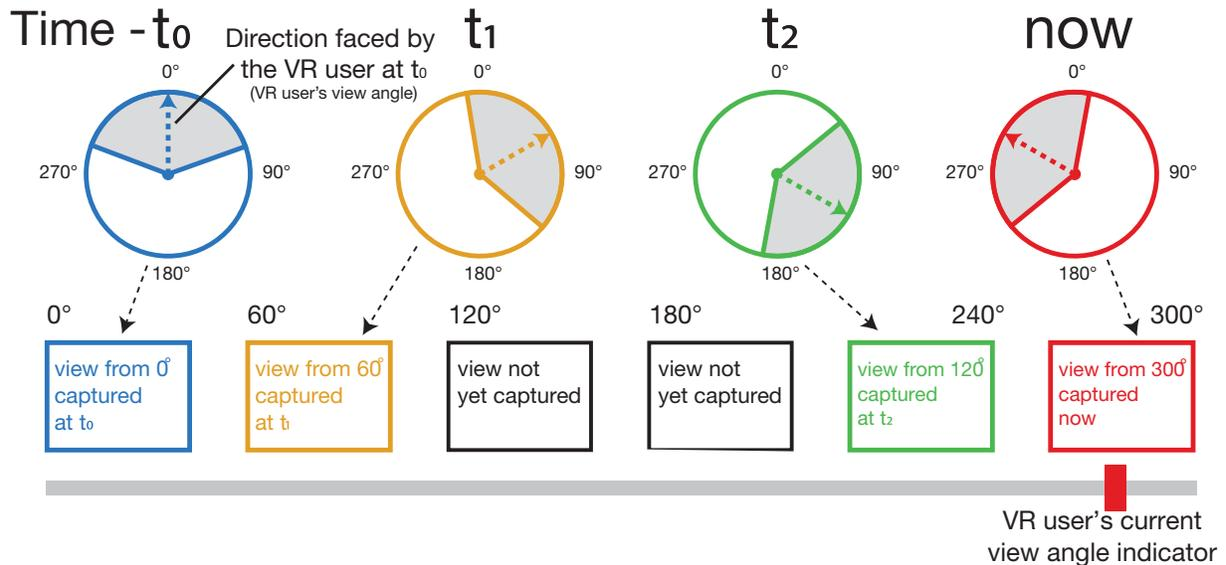 Time - t₀
t₁
t₂
now
Direction faced by
the VR user at t₀
(VR user's view angle)
0°
0°
0°
0°
270°
90°
270°
90°
270°
90°
270°
90°
180°
180°
180°
180°
0°
60°
120°
180°
240°
300°
view from 0°
captured
at t₀
view from 60°
captured
at t₁
view not
yet captured
view not
yet captured
view from 120°
captured
at t₂
view from 300°
captured
now
VR user's current
view angle indicator